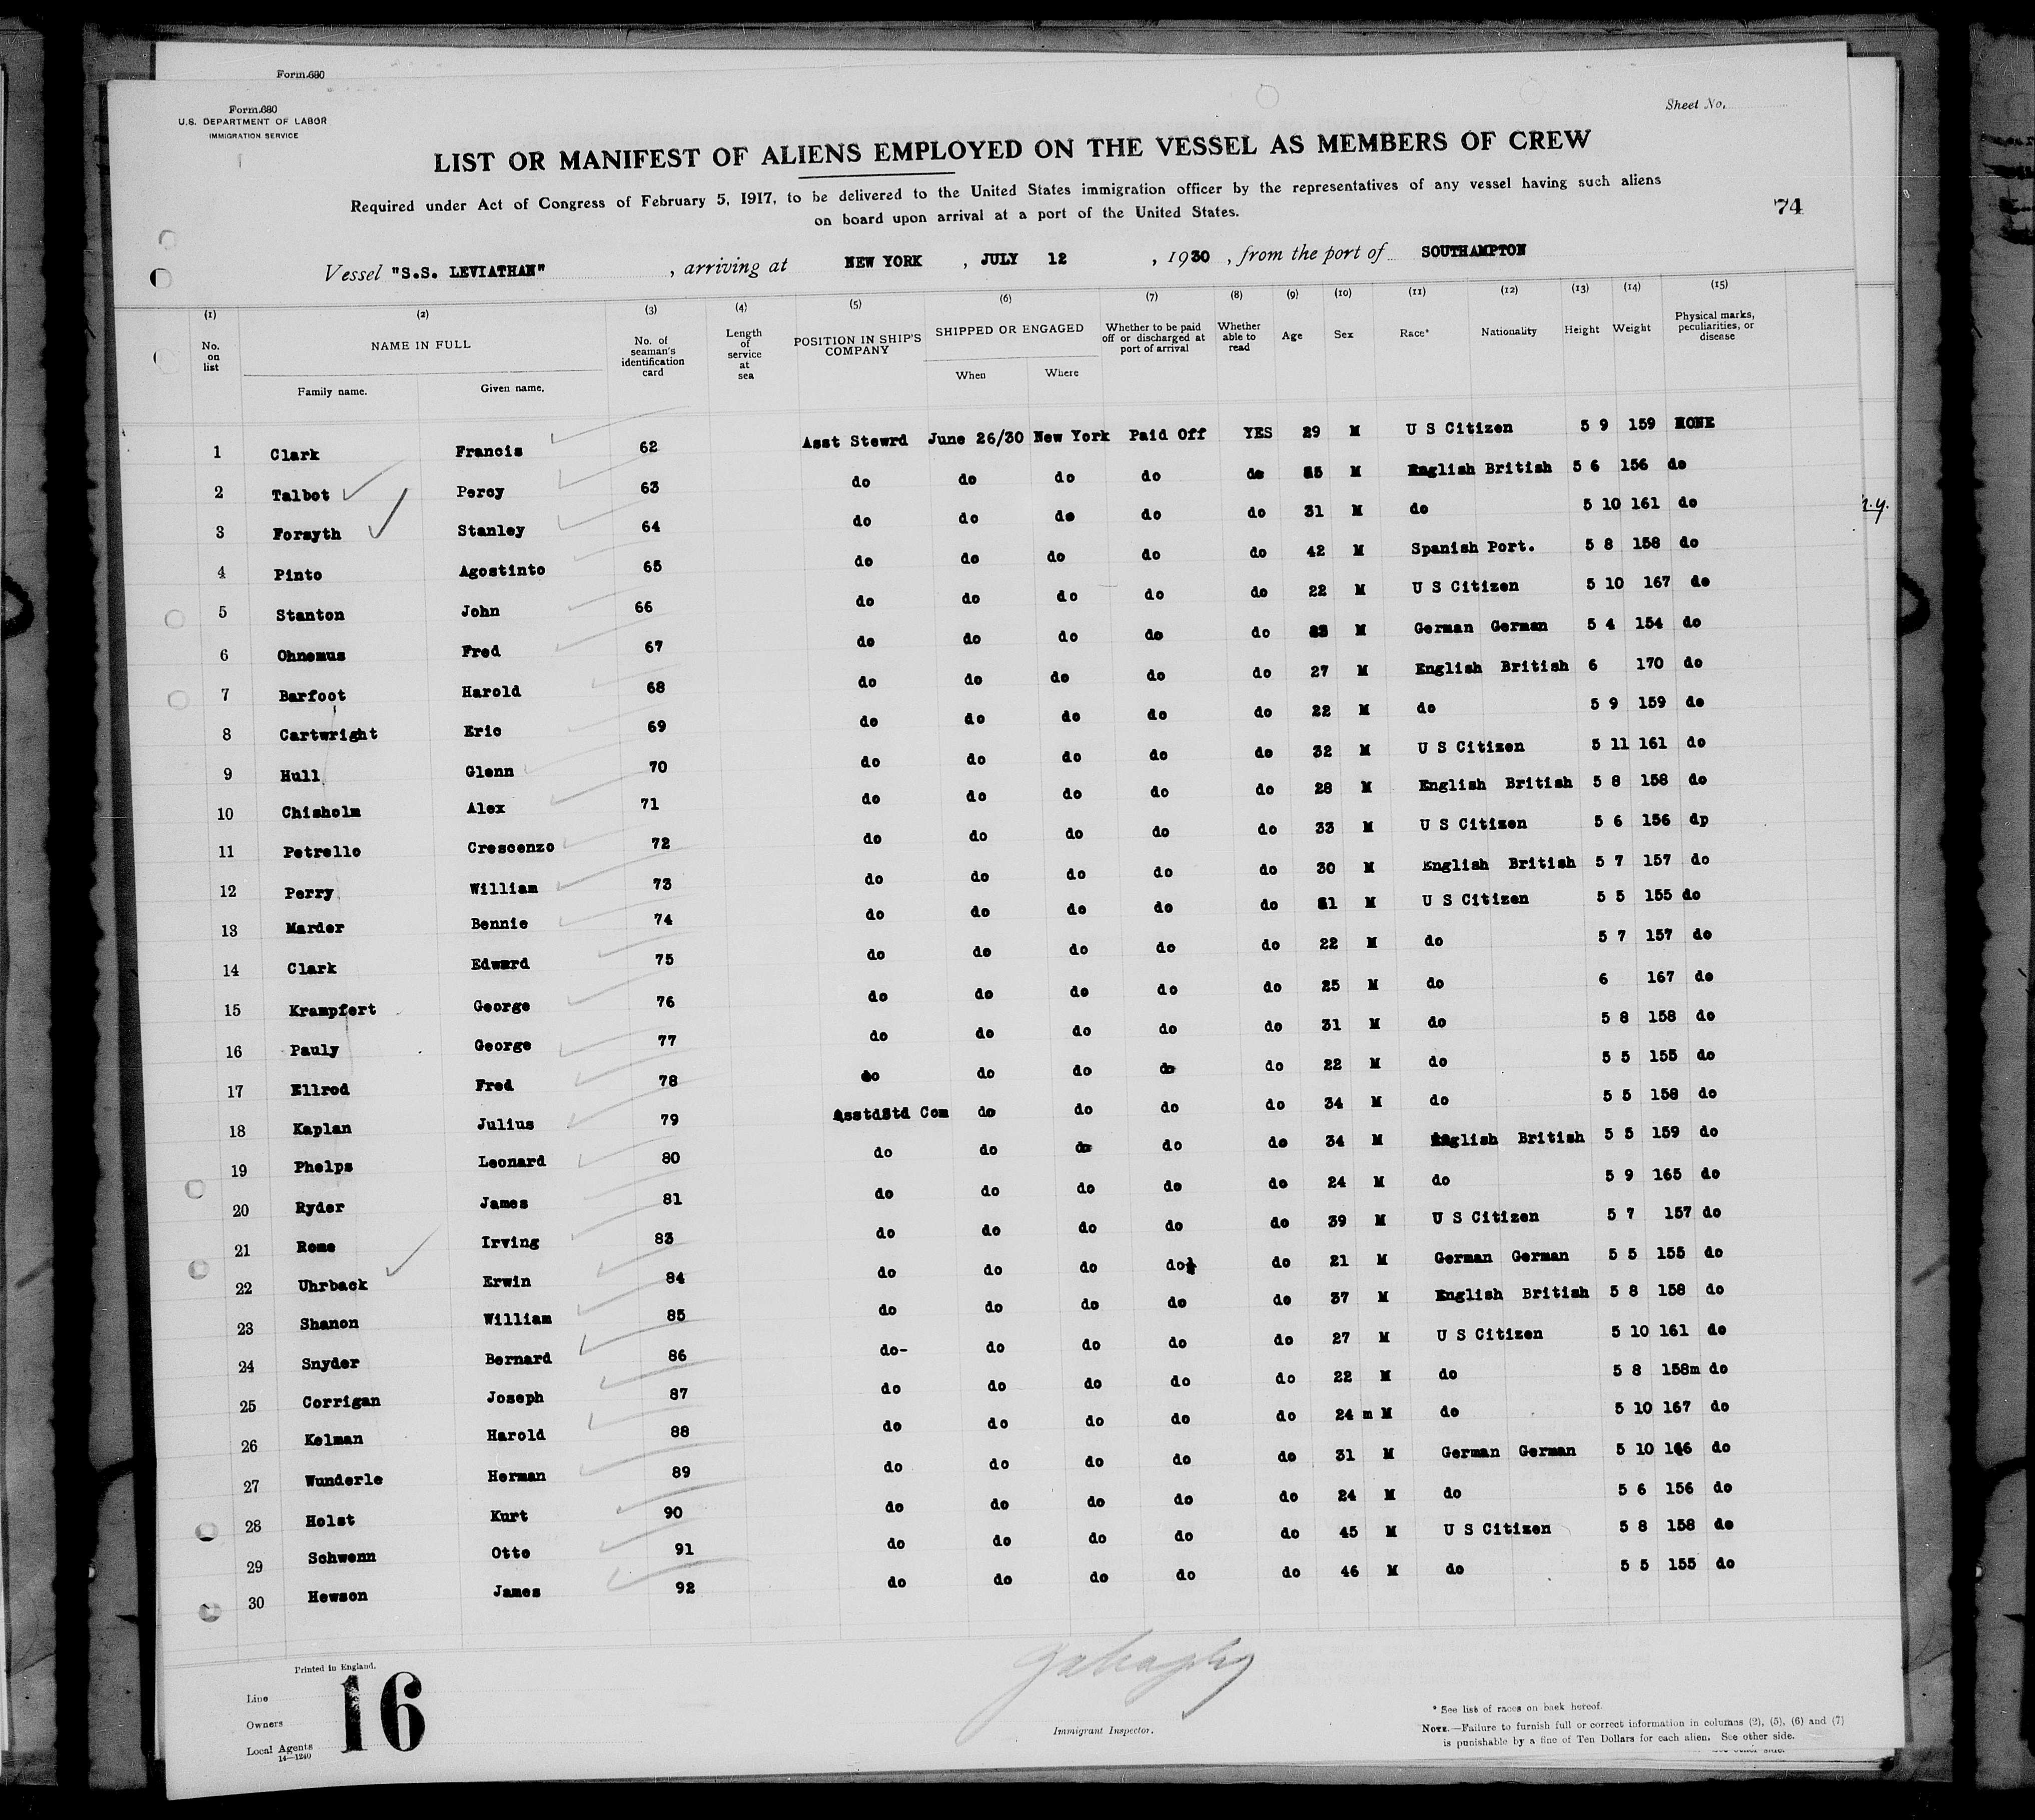 Form 680
Form 680
U.S. DEPARTMENT OF LABOR
IMMIGRATION SERVICE
Sheet No.
LIST OR MANIFEST OF ALIENS EMPLOYED ON THE VESSEL AS MEMBERS OF CREW
Required under Act of Congress of February 5, 1917, to be delivered to the United States immigration officer by the representatives of any vessel having such aliens
on board upon arrival at a port of the United States.
74
Vessel "S.S. LEVIATHAN" , arriving at NEW YORK , JULY 12 , 1930 , from the port of SOUTHAMPTON
(1) (2) (3) (4) (5) (6) (7) (8) (9) (10) (11) (12) (13) (14) (15)
No. on list NAME IN FULL Family name. Given name. No. of seaman's identification card Length of service at sea POSITION IN SHIP'S COMPANY SHIPPED OR ENGAGED When Where Whether to be paid off or discharged at port of arrival Whether able to read Age Sex Race* Nationality Height Weight Physical marks, peculiarities, or disease
1 Clark Francis 62 Asst Stewrd June 26/30 New York Paid Off YES 29 M U S Citizen 5 9 159 NONE
2 Talbot Percy 63 do do do do do M English British 5 6 156 do
3 Forsyth Stanley 64 do do do do do 31 M do 5 10 161 do
4 Pinto Agostinto 65 do do do do do 42 M Spanish Port. 5 8 158 do
5 Stanton John 66 do do do do do 22 M U S Citizen 5 10 167 do
6 Ohnemus Fred 67 do do do do do M German German 5 4 154 do
7 Barfoot Harold 68 do do do do do 27 M English British 6 170 do
8 Cartwright Eric 69 do do do do do 22 M do 5 9 159 do
9 Hull Glenn 70 do do do do do 32 M U S Citizen 5 11 161 do
10 Chisholm Alex 71 do do do do do 28 M English British 5 8 158 do
11 Petrello Crescenzo 72 do do do do do 33 M U S Citizen 5 6 156 dp
12 Perry William 73 do do do do do 30 M English British 5 7 157 do
13 Marder Bennie 74 do do do do do M U S Citizen 5 5 155 do
14 Clark Edward 75 do do do do do 22 M do 5 7 157 do
15 Krampfert George 76 do do do do do 25 M do 6 167 do
16 Pauly George 77 do do do do do 31 M do 5 8 158 do
17 Ellrod Fred 78 do do do do do 22 M do 5 5 155 do
18 Kaplan Julius 79 AsstdStd Com do do do do 34 M do 5 5 158 do
19 Phelps Leonard 80 do do do do do 34 M English British 5 5 159 do
20 Ryder James 81 do do do do do 24 M do 5 9 165 do
21 Rome Irving 83 do do do do do 39 M U S Citizen 5 7 157 do
22 Uhrback Erwin 84 do do do do do 21 M German German 5 5 155 do
23 Shanon William 85 do do do do do 37 M English British 5 8 158 do
24 Snyder Bernard 86 do- do do do do 27 M U S Citizen 5 10 161 do
25 Corrigan Joseph 87 do do do do do 22 M do 5 8 158m do
26 Kelman Harold 88 do do do do do 24 m M do 5 10 167 do
27 Wunderle Herman 89 do do do do do 31 M German German 5 10 166 do
28 Holst Kurt 90 do do do do do 24 M do 5 6 156 do
29 Schwenn Otto 91 do do do do do 45 M U S Citizen 5 8 158 do
30 Hewson James 92 do do do do do 46 M do 5 5 155 do
Printed in England.
Line
Owners
Local Agents
14—1240
16
Immigrant Inspector.
* See list of races on back hereof.
NOTE.—Failure to furnish full or correct information in columns (2), (5), (6) and (7)
is punishable by a fine of Ten Dollars for each alien. See other side.